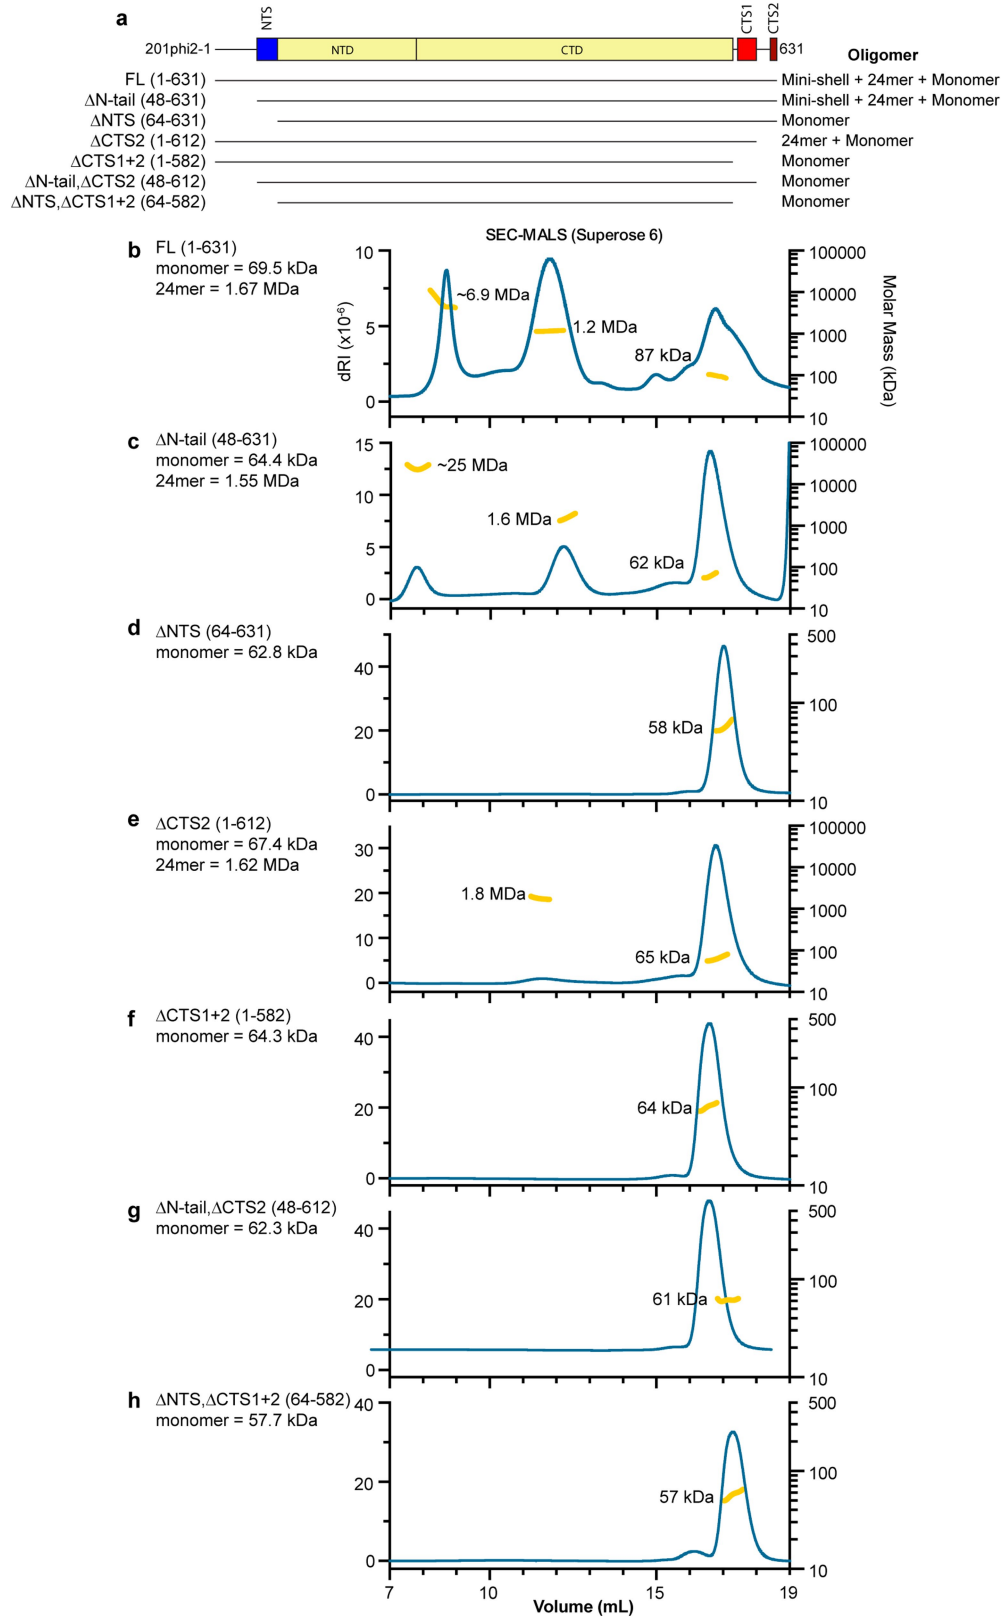 a
NTS
CTS1
CTS2
201phi2-1
NTD
CTD
631
Oligomer
FL (1-631)
Mini-shell + 24mer + Monomer
ΔN-tail (48-631)
Mini-shell + 24mer + Monomer
ΔNTS (64-631)
Monomer
ΔCTS2 (1-612)
24mer + Monomer
ΔCTS1+2 (1-582)
Monomer
ΔN-tail,ΔCTS2 (48-612)
Monomer
ΔNTS,ΔCTS1+2 (64-582)
Monomer
SEC-MALS (Superose 6)
b
FL (1-631)
monomer = 69.5 kDa
24mer = 1.67 MDa
dRI (x10⁻⁶)
10
5
0
~6.9 MDa
1.2 MDa
87 kDa
100000
10000
1000
100
10
Molar Mass (kDa)
c
ΔN-tail (48-631)
monomer = 64.4 kDa
24mer = 1.55 MDa
15
10
5
0
~25 MDa
1.6 MDa
62 kDa
100000
10000
1000
100
10
d
ΔNTS (64-631)
monomer = 62.8 kDa
40
20
0
58 kDa
500
100
10
e
ΔCTS2 (1-612)
monomer = 67.4 kDa
24mer = 1.62 MDa
30
20
10
0
1.8 MDa
65 kDa
100000
10000
1000
100
10
f
ΔCTS1+2 (1-582)
monomer = 64.3 kDa
40
20
0
64 kDa
500
100
10
g
ΔN-tail,ΔCTS2 (48-612)
monomer = 62.3 kDa
40
20
0
61 kDa
500
100
10
h
ΔNTS,ΔCTS1+2 (64-582)
monomer = 57.7 kDa
40
20
0
57 kDa
500
100
10
7
10
15
19
Volume (mL)